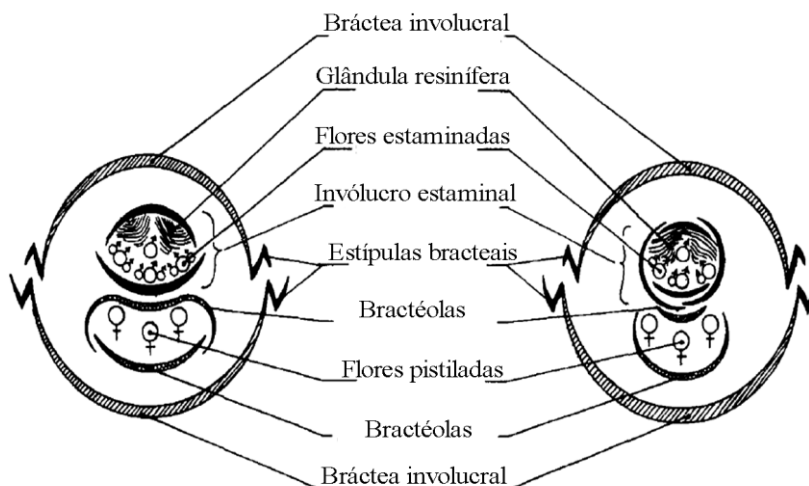 Bráctea involucral
Glândula resinífera
Flores estaminadas
Invólucro estaminal
Estípulas bracteais
Bractéolas
Flores pistiladas
Bractéolas
Bráctea involucral